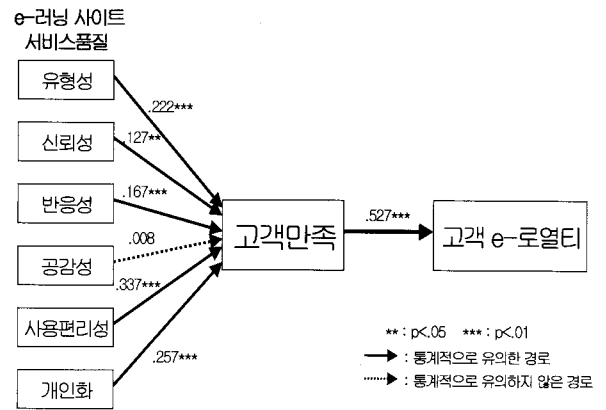 e-러닝 사이트
서비스품질
유형성
.222***
신뢰성
.127**
반응성
.167***
고객만족
.527***
고객 e-로열티
.008
공감성
.337***
사용편리성
.257***
개인화
**: p<.05 ***: p<.01
: 통계적으로 유의한 경로
: 통계적으로 유의하지 않은 경로